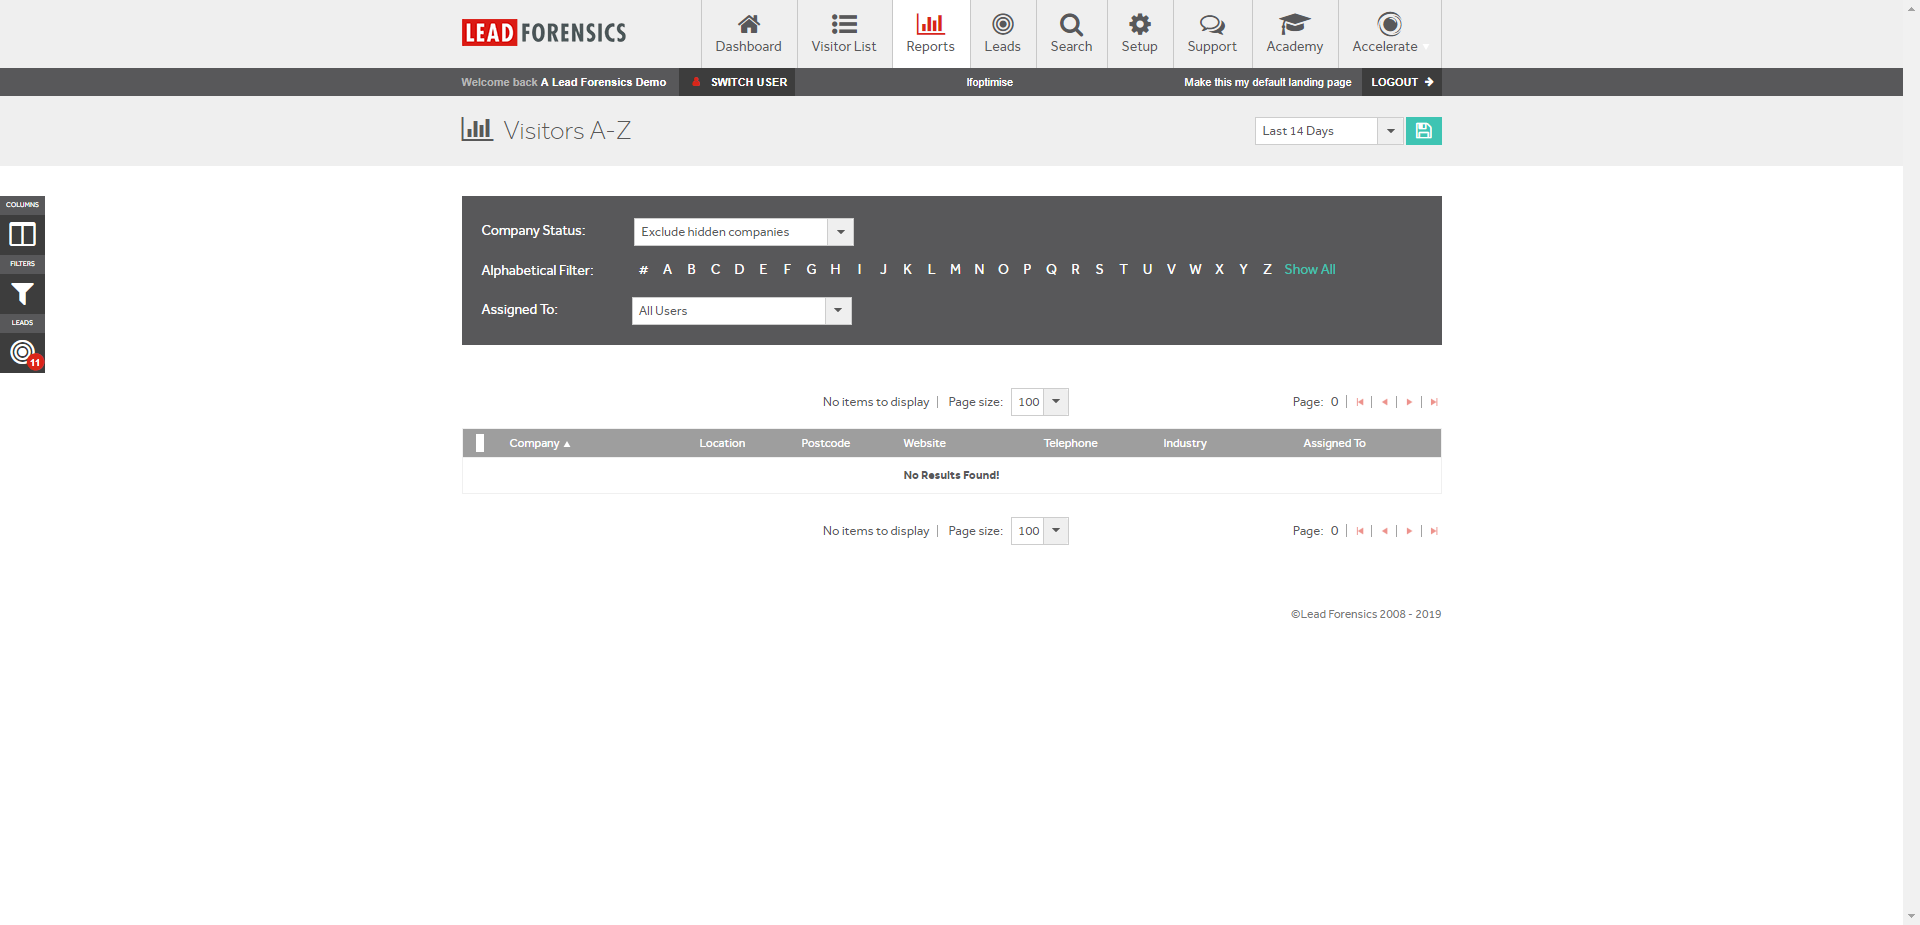 LEAD FORENSICS
Dashboard
Visitor List
Reports
Leads
Search
Setup
Support
Academy
Accelerate
Welcome back A Lead Forensics Demo
SWITCH USER
lfoptimise
Make this my default landing page
LOGOUT
Visitors A-Z
Last 14 Days
COLUMNS
FILTERS
LEADS
11
Company Status:
Exclude hidden companies
Alphabetical Filter:
# A B C D E F G H I J K L M N O P Q R S T U V W X Y Z Show All
Assigned To:
All Users
No items to display | Page size: 100
Page: 0
Company Location Postcode Website Telephone Industry Assigned To
No Results Found!
No items to display | Page size: 100
Page: 0
©Lead Forensics 2008 - 2019